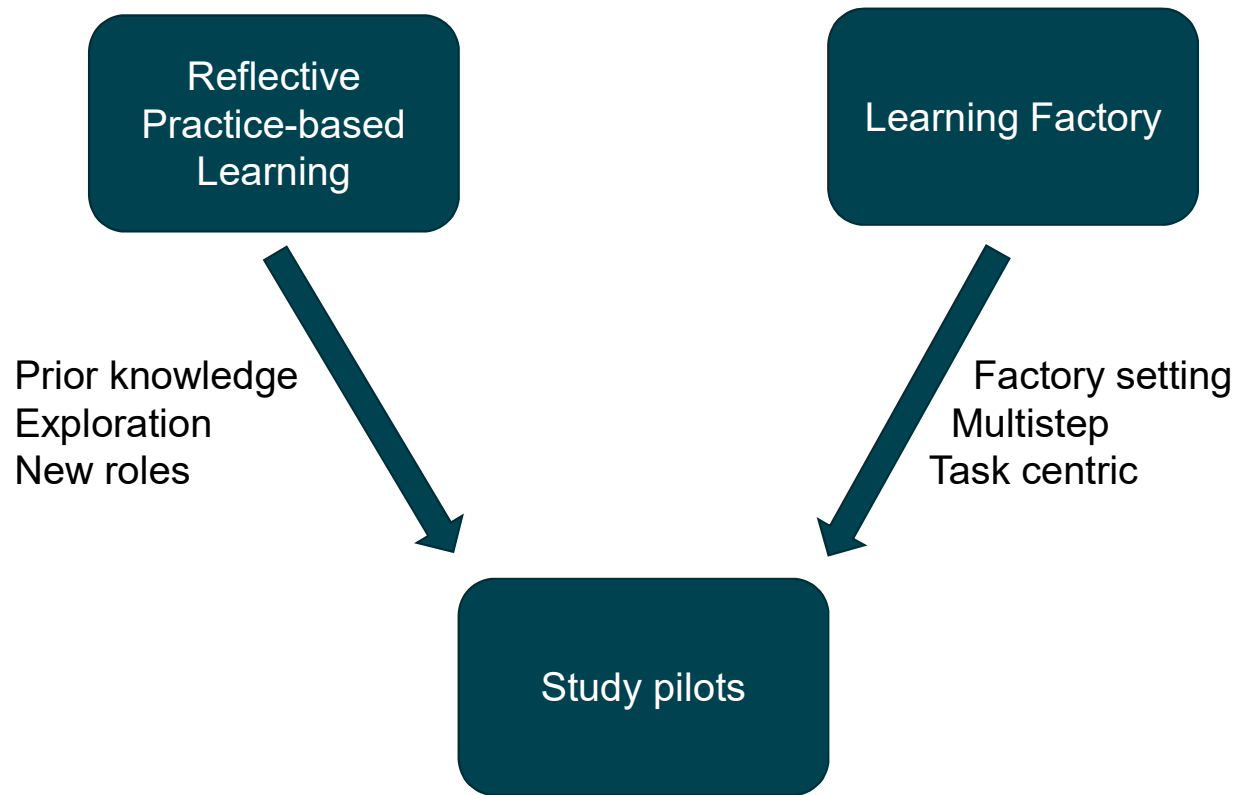 Reflective
Practice-based
Learning
Learning Factory
Prior knowledge
Exploration
New roles
Factory setting
Multistep
Task centric
Study pilots